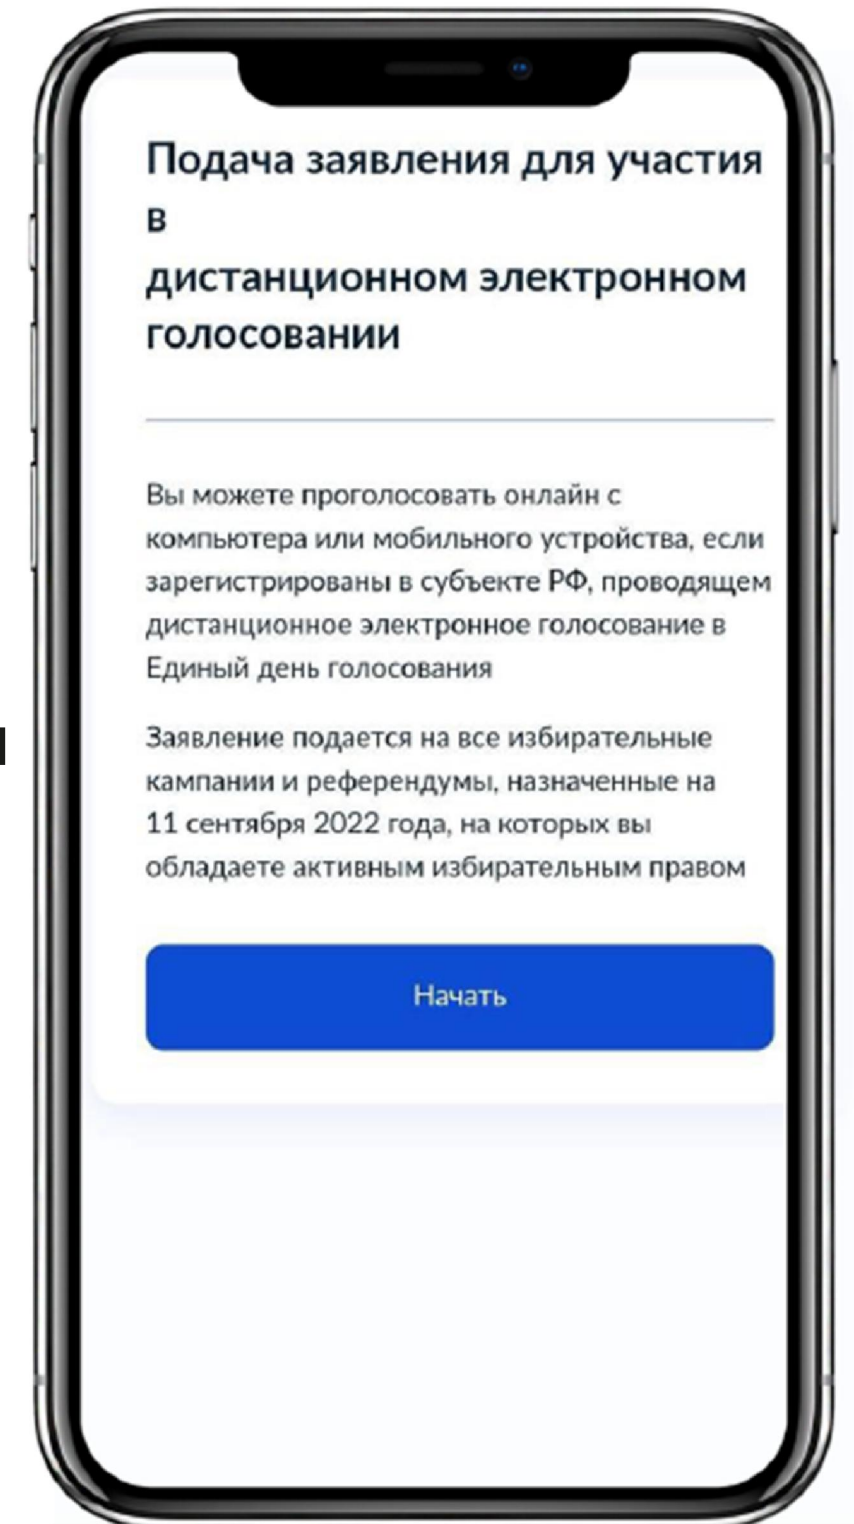 Подача заявления для участия
в
дистанционном электронном
голосовании
Вы можете проголосовать онлайн с
компьютера или мобильного устройства, если
зарегистрированы в субъекте РФ, проводящем
дистанционное электронное голосование в
Единый день голосования
Заявление подается на все избирательные
кампании и референдумы, назначенные на
11 сентября 2022 года, на которых вы
обладаете активным избирательным правом
Начать